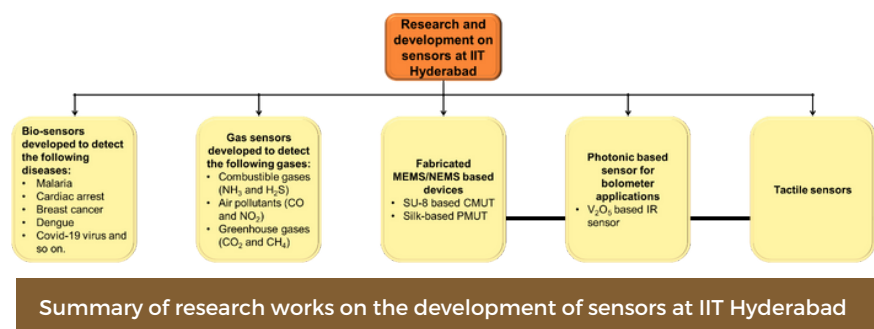 Research and
development on
sensors at IIT
Hyderabad
Bio-sensors
developed to detect
the following
diseases:
• Malaria
• Cardiac arrest
• Breast cancer
• Dengue
• Covid-19 virus and
so on.
Gas sensors
developed to detect
the following gases:
• Combustible gases
(NH₃ and H₂S)
• Air pollutants (CO
and NO₂)
• Greenhouse gases
(CO₂ and CH₄)
Fabricated
MEMS/NEMS based
devices
• SU-8 based CMUT
• Silk-based PMUT
Photonic based
sensor for
bolometer
applications
• V₂O₅ based IR
sensor
Tactile sensors
Summary of research works on the development of sensors at IIT Hyderabad